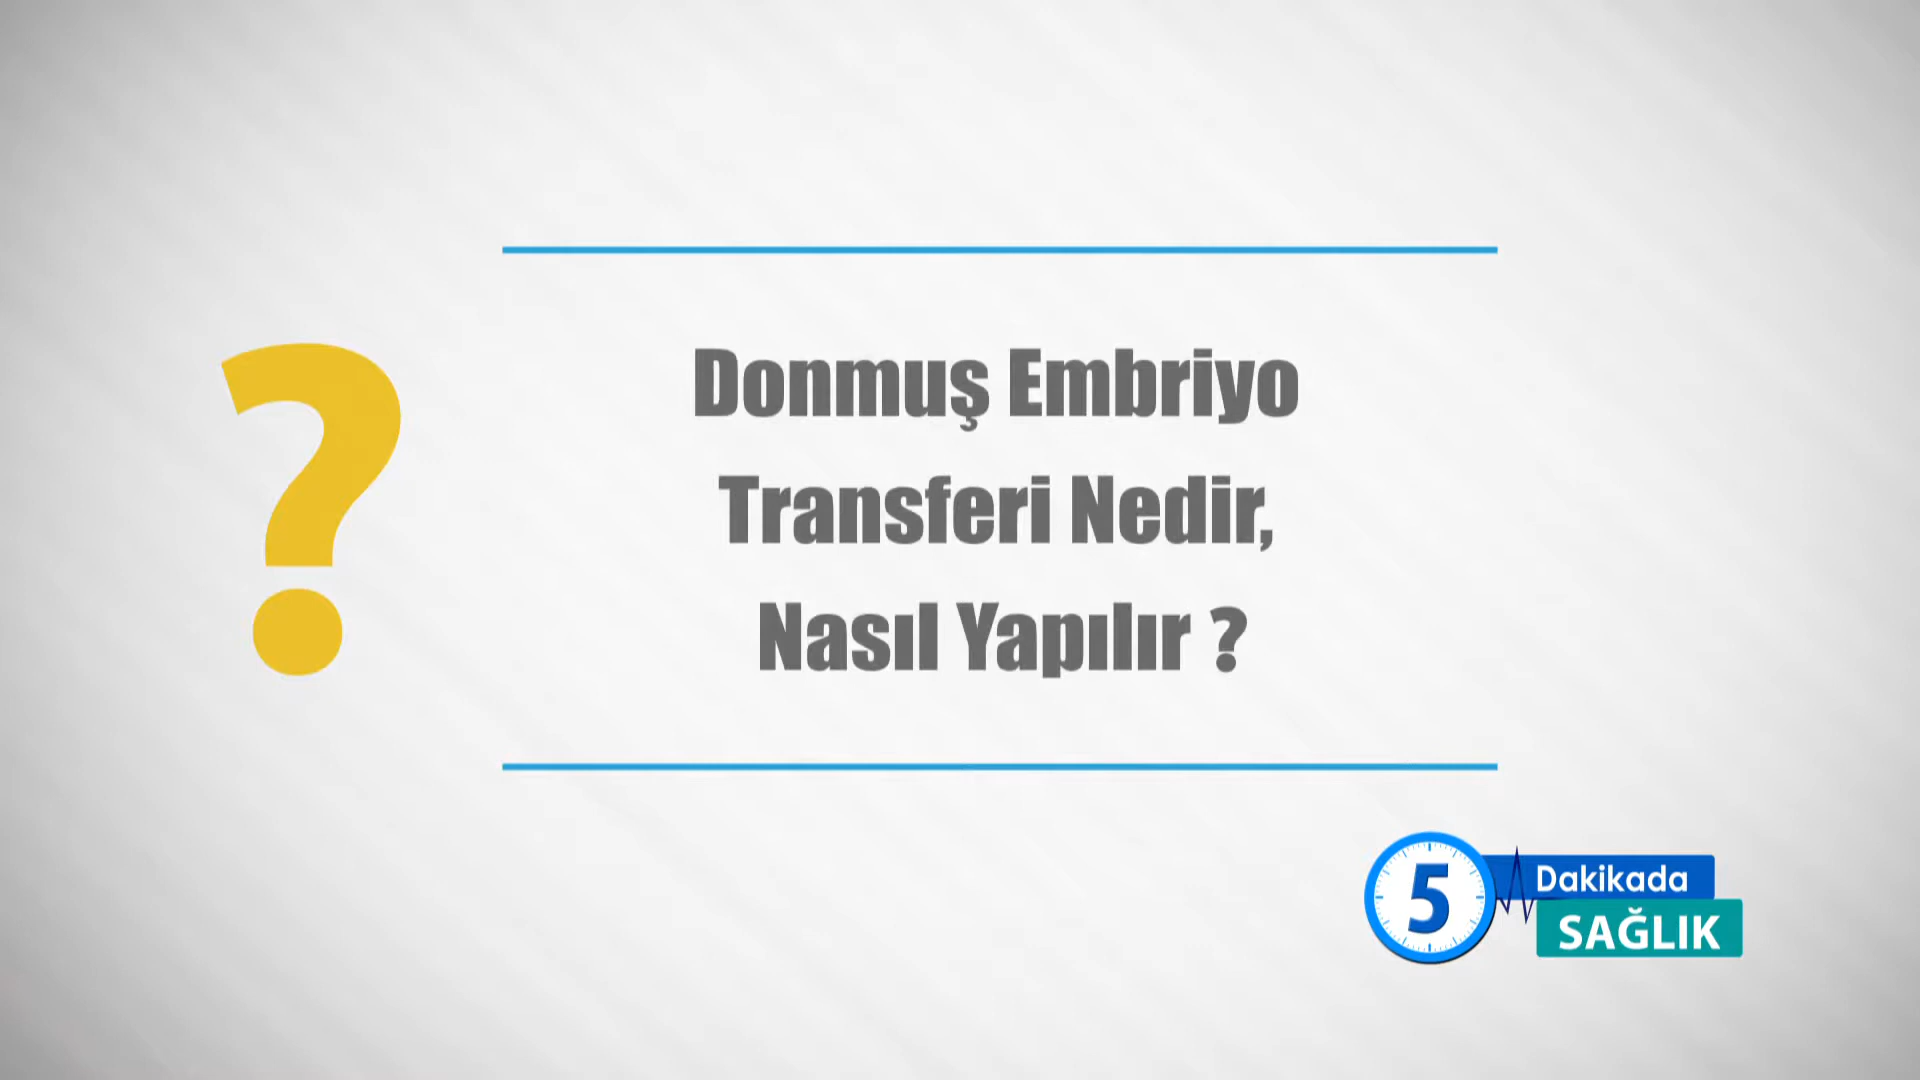 ?
Donmuş Embriyo
Transferi Nedir,
Nasıl Yapılır ?
5 Dakikada
SAĞLIK